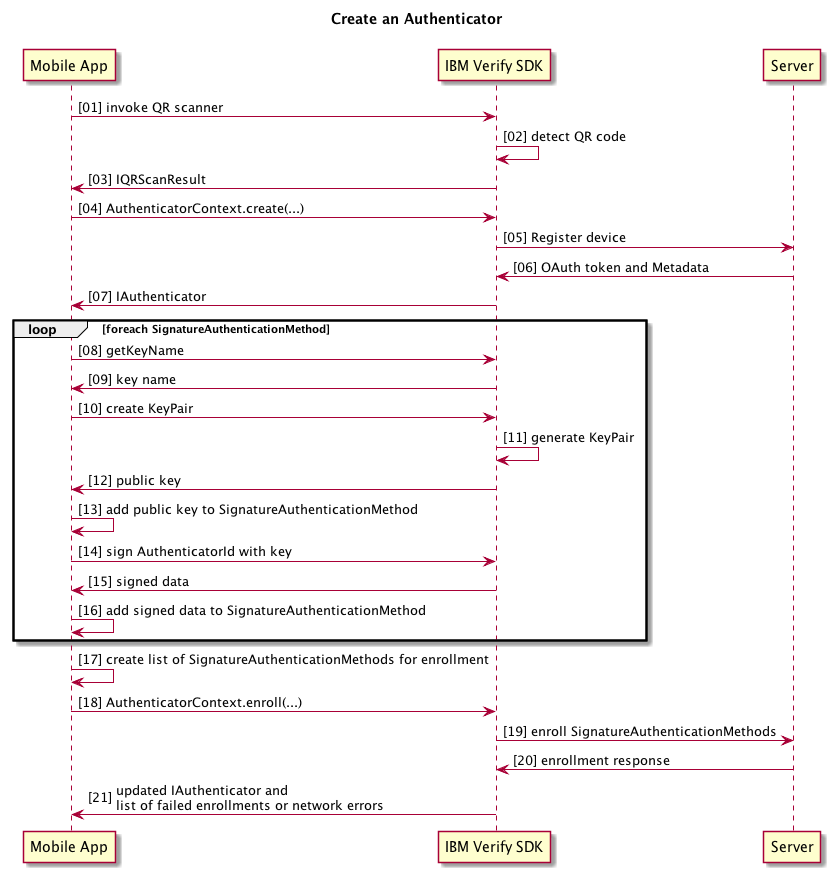 Create an Authenticator
Mobile App
IBM Verify SDK
Server
[01] invoke QR scanner
[02] detect QR code
[03] IQRScanResult
[04] AuthenticatorContext.create(...)
[05] Register device
[06] OAuth token and Metadata
[07] IAuthenticator
loop
[foreach SignatureAuthenticationMethod]
[08] getKeyName
[09] key name
[10] create KeyPair
[11] generate KeyPair
[12] public key
[13] add public key to SignatureAuthenticationMethod
[14] sign AuthenticatorId with key
[15] signed data
[16] add signed data to SignatureAuthenticationMethod
[17] create list of SignatureAuthenticationMethods for enrollment
[18] AuthenticatorContext.enroll(...)
[19] enroll SignatureAuthenticationMethods
[20] enrollment response
[21] updated IAuthenticator and
list of failed enrollments or network errors
Mobile App
IBM Verify SDK
Server